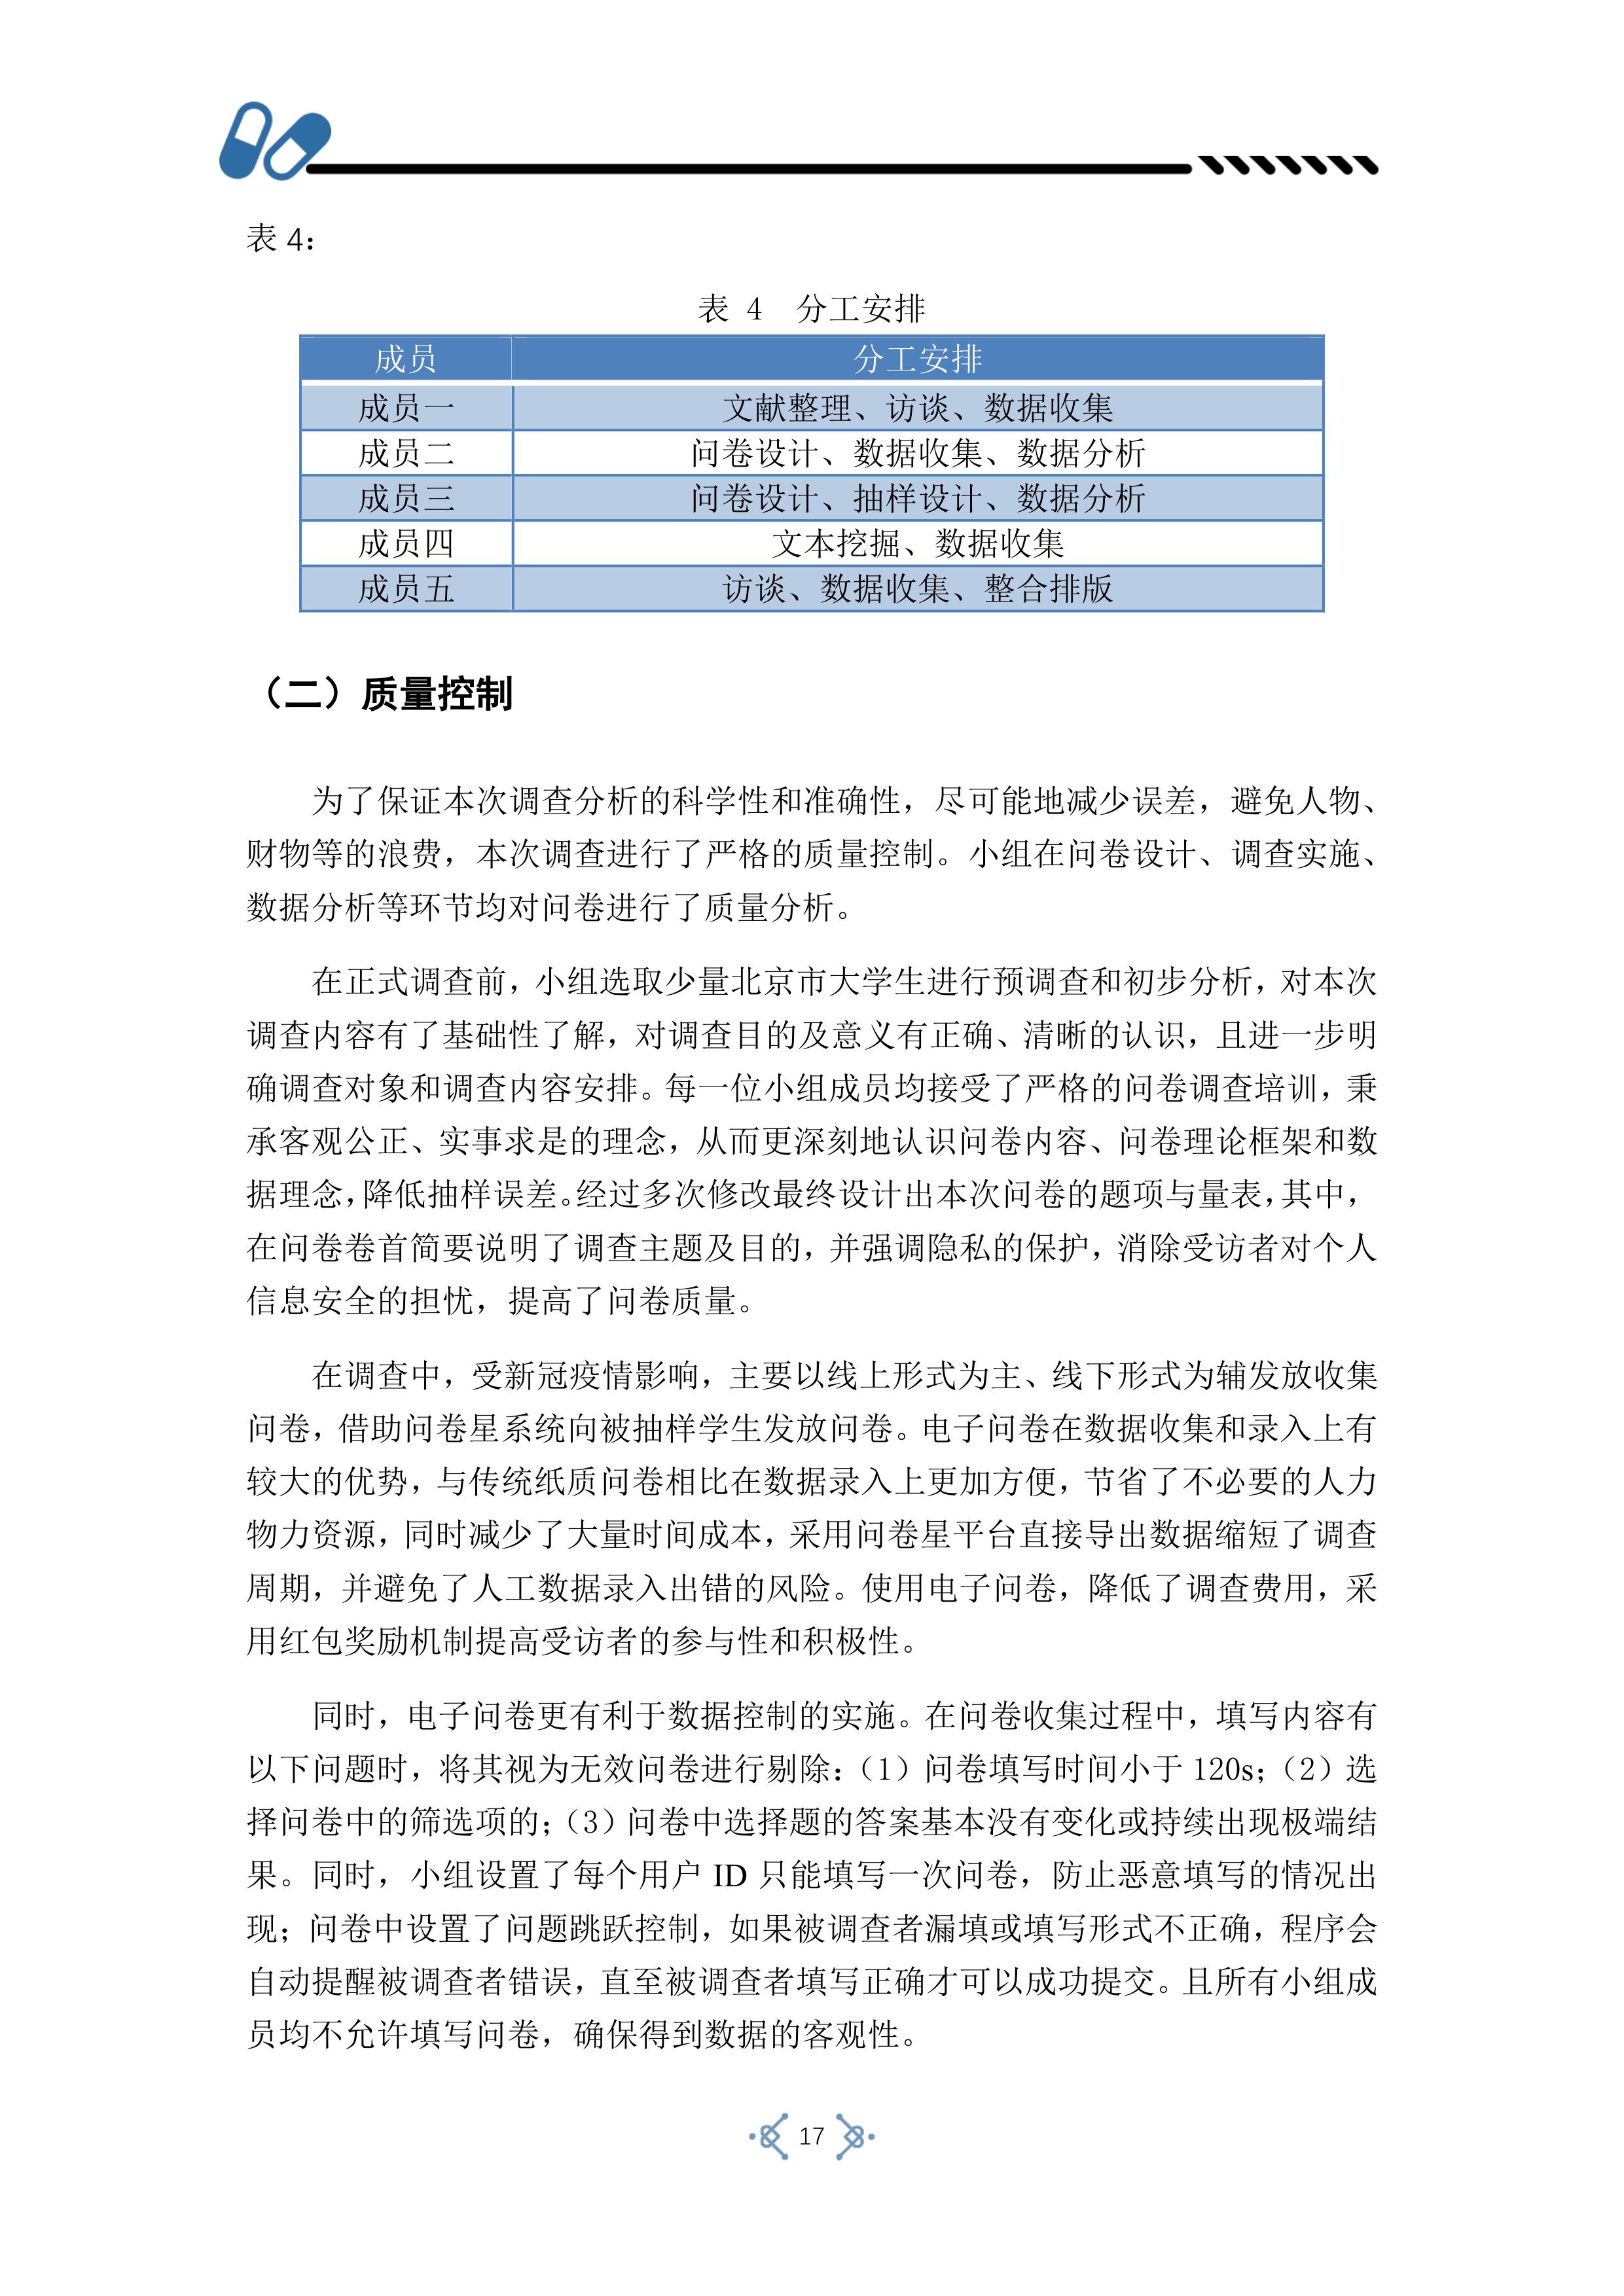 表 4：
表 4 分工安排
成员 分工安排
成员一 文献整理、访谈、数据收集
成员二 问卷设计、数据收集、数据分析
成员三 问卷设计、抽样设计、数据分析
成员四 文本挖掘、数据收集
成员五 访谈、数据收集、整合排版
（二）质量控制
为了保证本次调查分析的科学性和准确性，尽可能地减少误差，避免人物、
财物等的浪费，本次调查进行了严格的质量控制。小组在问卷设计、调查实施、
数据分析等环节均对问卷进行了质量分析。
在正式调查前，小组选取少量北京市大学生进行预调查和初步分析，对本次
调查内容有了基础性了解，对调查目的及意义有正确、清晰的认识，且进一步明
确调查对象和调查内容安排。每一位小组成员均接受了严格的问卷调查培训，秉
承客观公正、实事求是的理念，从而更深刻地认识问卷内容、问卷理论框架和数
据理念，降低抽样误差。经过多次修改最终设计出本次问卷的题项与量表，其中，
在问卷卷首简要说明了调查主题及目的，并强调隐私的保护，消除受访者对个人
信息安全的担忧，提高了问卷质量。
在调查中，受新冠疫情影响，主要以线上形式为主、线下形式为辅发放收集
问卷，借助问卷星系统向被抽样学生发放问卷。电子问卷在数据收集和录入上有
较大的优势，与传统纸质问卷相比在数据录入上更加方便，节省了不必要的人力
物力资源，同时减少了大量时间成本，采用问卷星平台直接导出数据缩短了调查
周期，并避免了人工数据录入出错的风险。使用电子问卷，降低了调查费用，采
用红包奖励机制提高受访者的参与性和积极性。
同时，电子问卷更有利于数据控制的实施。在问卷收集过程中，填写内容有
以下问题时，将其视为无效问卷进行剔除：（1）问卷填写时间小于 120s；（2）选
择问卷中的筛选项的；（3）问卷中选择题的答案基本没有变化或持续出现极端结
果。同时，小组设置了每个用户 ID 只能填写一次问卷，防止恶意填写的情况出
现；问卷中设置了问题跳跃控制，如果被调查者漏填或填写形式不正确，程序会
自动提醒被调查者错误，直至被调查者填写正确才可以成功提交。且所有小组成
员均不允许填写问卷，确保得到数据的客观性。
17